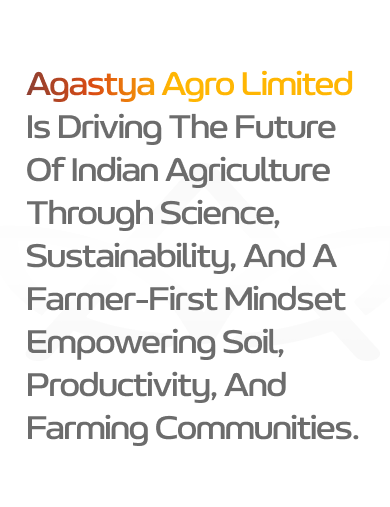 Agastya Agro Limited
Is Driving The Future
Of Indian Agriculture
Through Science,
Sustainability, And A
Farmer-First Mindset
Empowering Soil,
Productivity, And
Farming Communities.